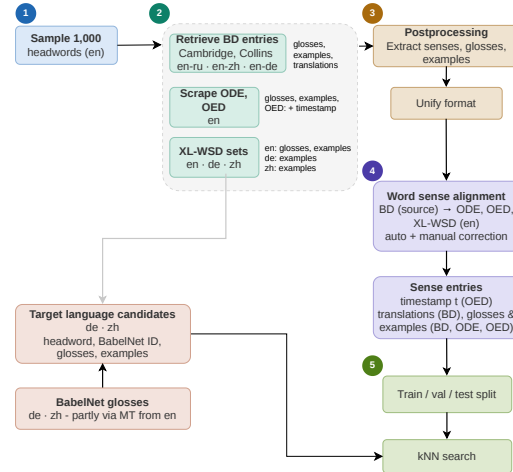 1
Sample 1,000
headwords (en)
2
Retrieve BD entries
Cambridge, Collins
en-ru · en-zh · en-de
glosses,
examples,
translations
Scrape ODE,
OED
en
glosses, examples,
OED: + timestamp
XL-WSD sets
en · de · zh
en: glosses, examples
de: examples
zh: examples
3
Postprocessing
Extract senses, glosses,
examples
Unify format
4
Word sense alignment
BD (source) → ODE, OED,
XL-WSD (en)
auto + manual correction
Sense entries
timestamp t (OED)
translations (BD), glosses &
examples (BD, ODE, OED)
Target language candidates
de · zh
headword, BabelNet ID,
glosses, examples
BabelNet glosses
de · zh - partly via MT from en
5
Train / val / test split
kNN search